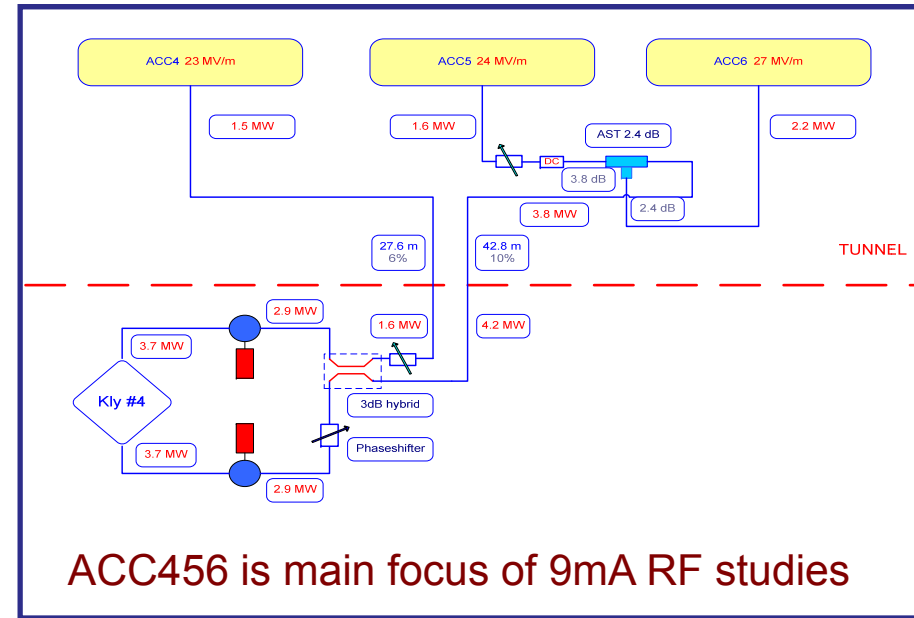 ACC4 23 MV/m
ACC5 24 MV/m
ACC6 27 MV/m
1.5 MW
1.6 MW
AST 2.4 dB
2.2 MW
DC
3.8 dB
2.4 dB
3.8 MW
27.6 m
6%
42.8 m
10%
TUNNEL
2.9 MW
1.6 MW
4.2 MW
3.7 MW
Kly #4
3dB hybrid
3.7 MW
Phaseshifter
2.9 MW
ACC456 is main focus of 9mA RF studies